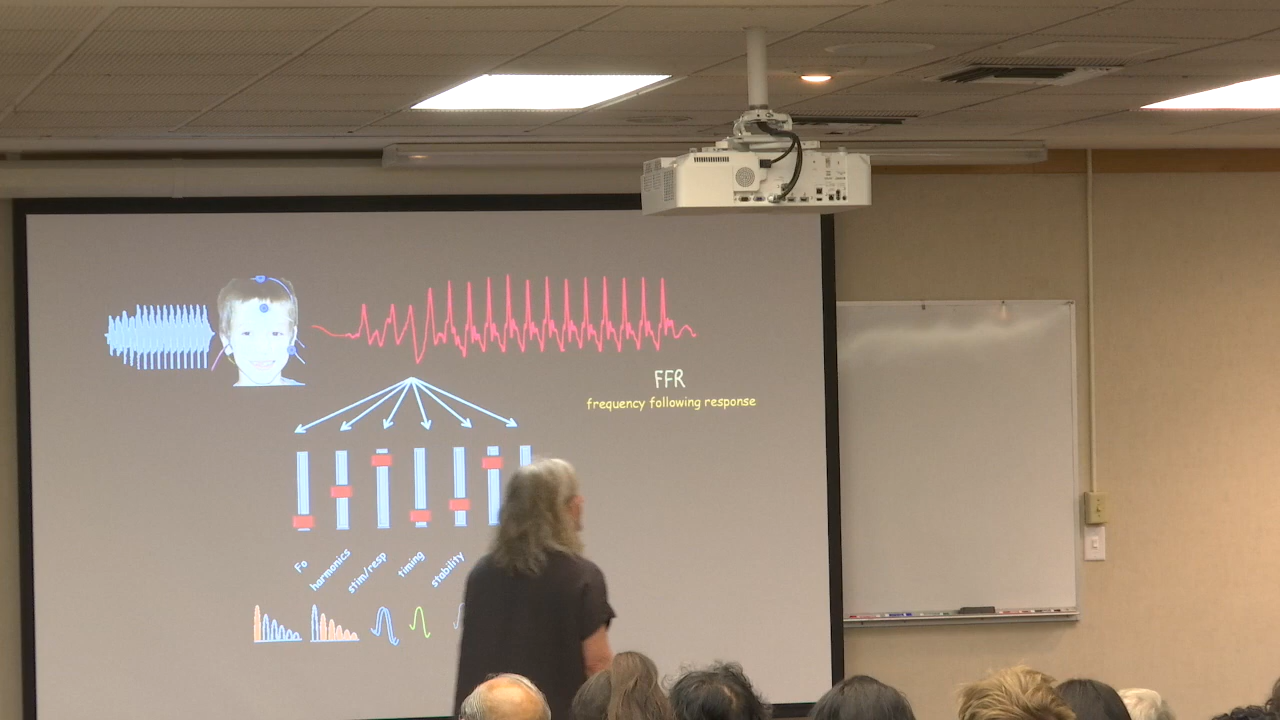 FFR
frequency following response
Fo
harmonics
stim/resp
timing
stability